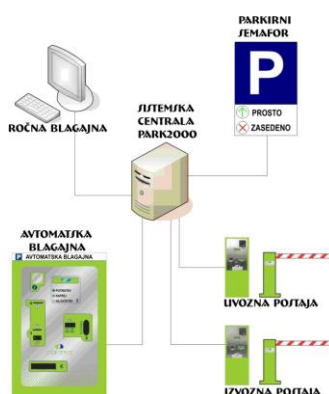 PARKIRNI
SEMAFOR
P
PROSTO
ZASEDENO
ROČNA BLAGAJNA
SISTEMSKA
CENTRALA
PARK2000
AVTOMATSKA
BLAGAJNA
P AVTOMATSKA BLAGAJNA
UVOZNA POSTAJA
IZVOZNA POSTAJA